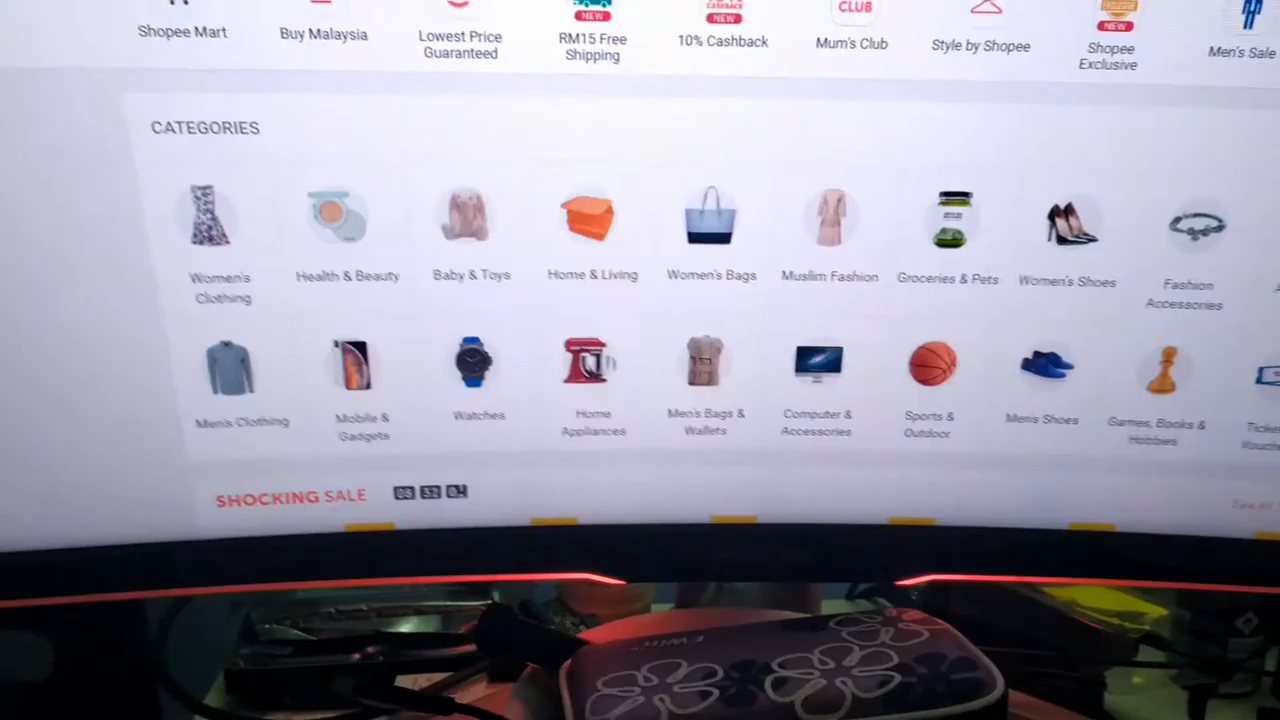 Shopee Mart
Buy Malaysia
Lowest Price
Guaranteed
NEW
RM15 Free
Shipping
CASHBACK
NEW
10% Cashback
CLUB
Mum's Club
Style by Shopee
EXCLUSIVE
NEW
Shopee
Exclusive
Men's Sale
CATEGORIES
Women's
Clothing
Health & Beauty
Baby & Toys
Home & Living
Women's Bags
Muslim Fashion
Groceries & Pets
Women's Shoes
Fashion
Accessories
Men's Clothing
Mobile &
Gadgets
Watches
Home
Appliances
Men's Bags &
Wallets
Computer &
Accessories
Sports &
Outdoor
Men's Shoes
Games, Books &
Hobbies
SHOCKING SALE